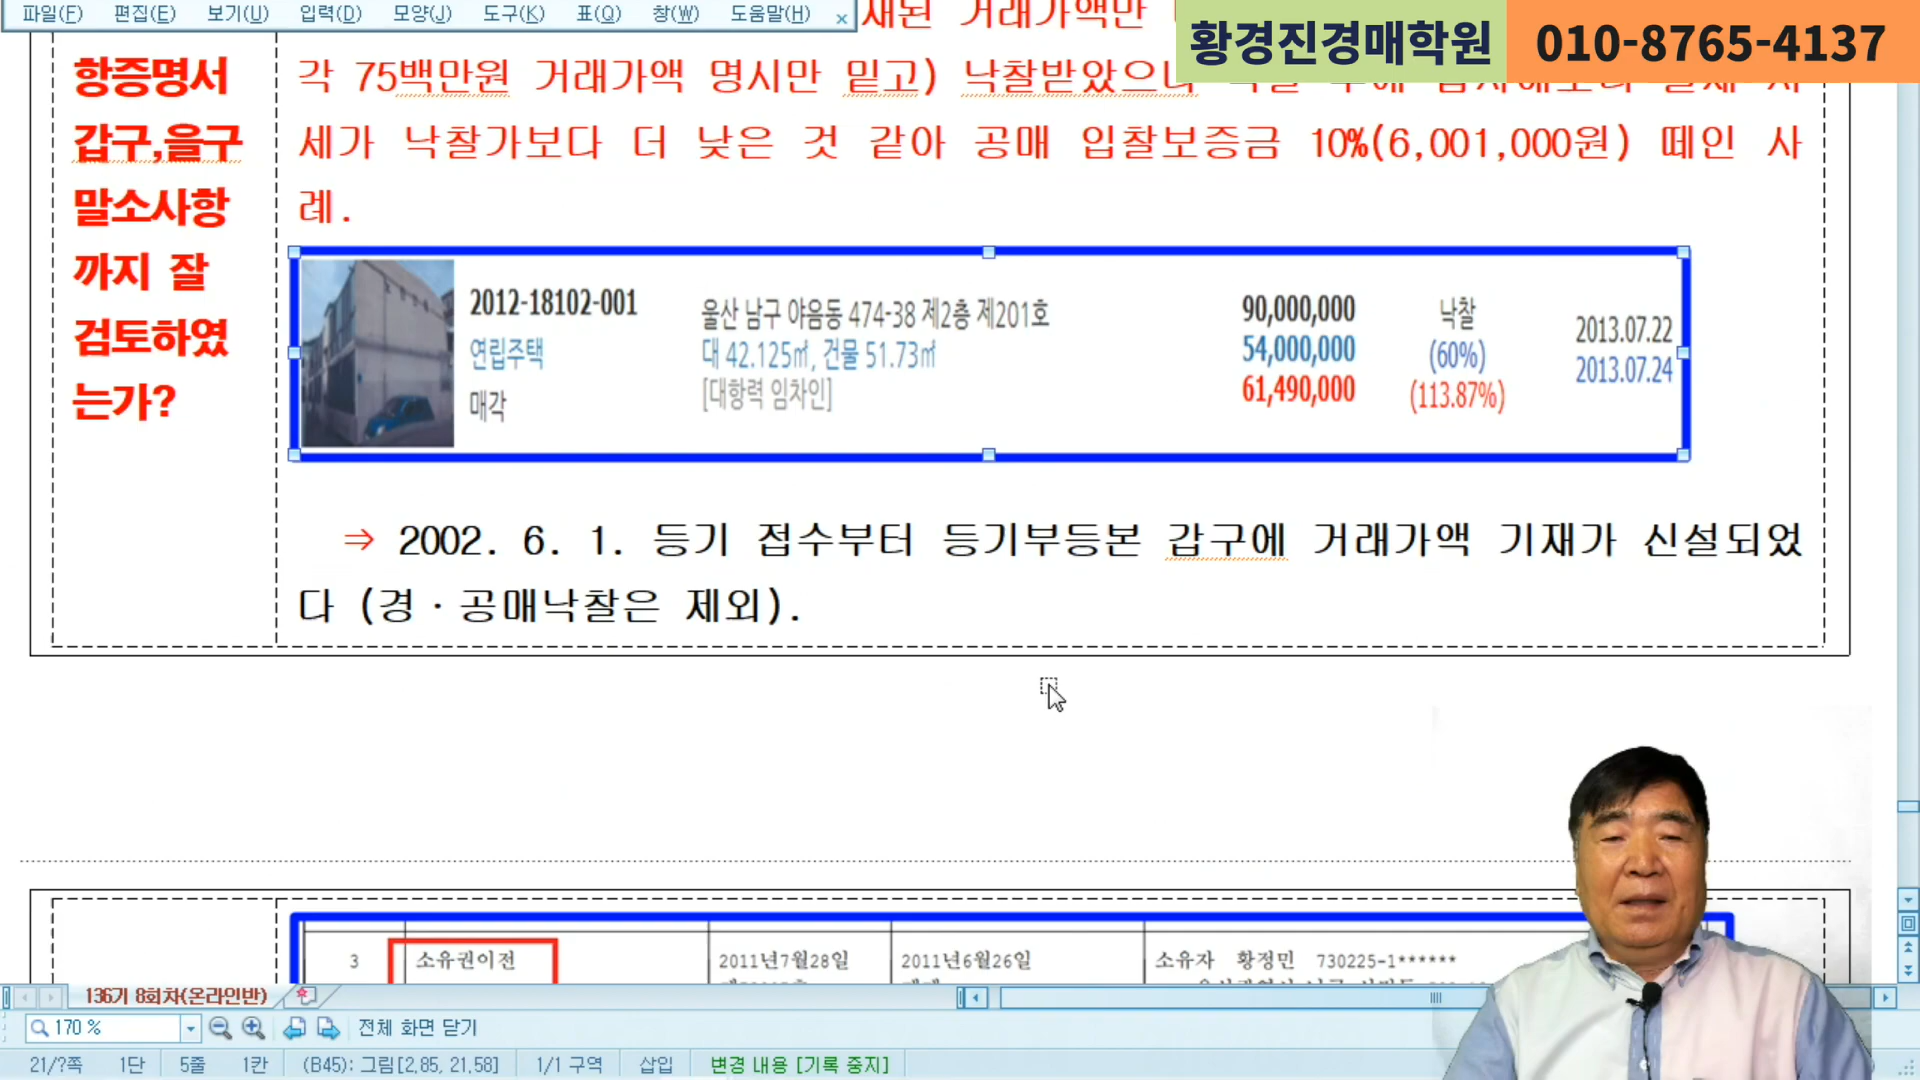 파일(F) 편집(E) 보기(U) 입력(D) 모양(J) 도구(K) 표(Q) 창(W) 도움말(H) x
재된 거래가액만
황경진경매학원 010-8765-4137
항증명서
갑구,을구
말소사항
까지 잘
검토하였
는가?
각 75백만원 거래가액 명시만 믿고) 낙찰받았으나
세가 낙찰가보다 더 낮은 것 같아 공매 입찰보증금 10%(6,001,000원) 떼인 사
례.
2012-18102-001
연립주택
매각
울산 남구 야음동 474-38 제2층 제201호
대 42.125㎡, 건물 51.73㎡
[대항력 임차인]
90,000,000
54,000,000
61,490,000
낙찰
(60%)
(113.87%)
2013.07.22
2013.07.24
⇒ 2002. 6. 1. 등기 접수부터 등기부등본 갑구에 거래가액 기재가 신설되었
다 (경·공매낙찰은 제외).
3 소유권이전 2011년7월28일 2011년6월26일 소유자 황정민 730225-1******
136기 8회차(온라인반)
170 % 전체 화면 닫기
21/?쪽 1단 5줄 1칸 (B45): 그림[2,85, 21,58] 1/1 구역 삽입 변경 내용 [기록 중지]